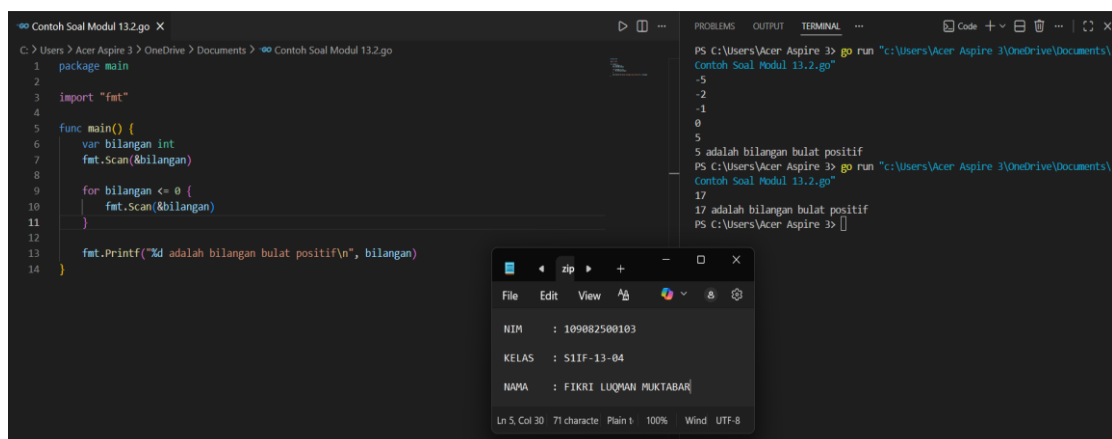 Contoh Soal Modul 13.2.go
C: > Users > Acer Aspire 3 > OneDrive > Documents > Contoh Soal Modul 13.2.go
1 package main
2
3 import "fmt"
4
5 func main() {
6 var bilangan int
7 fmt.Scan(&bilangan)
8
9 for bilangan <= 0 {
10 fmt.Scan(&bilangan)
11 }
12
13 fmt.Printf("%d adalah bilangan bulat positif\n", bilangan)
14 }
PROBLEMS OUTPUT TERMINAL ... Code
PS C:\Users\Acer Aspire 3> go run "c:\Users\Acer Aspire 3\OneDrive\Documents\
Contoh Soal Modul 13.2.go"
-5
-2
-1
0
5
5 adalah bilangan bulat positif
PS C:\Users\Acer Aspire 3> go run "c:\Users\Acer Aspire 3\OneDrive\Documents\
Contoh Soal Modul 13.2.go"
17
17 adalah bilangan bulat positif
PS C:\Users\Acer Aspire 3>
zip
File Edit View
NIM : 109082500103
KELAS : S1IF-13-04
NAMA : FIKRI LUQMAN MUKTABAR
Ln 5, Col 30 71 characte Plain t 100% Wind UTF-8